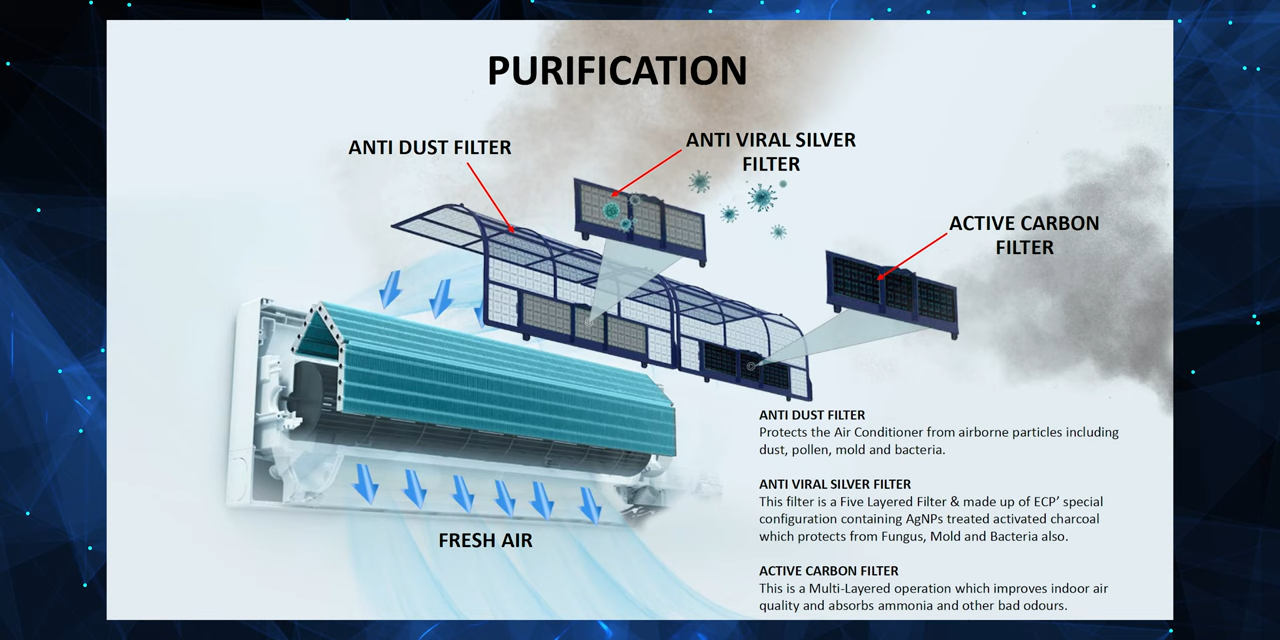 PURIFICATION
ANTI DUST FILTER
ANTI VIRAL SILVER
FILTER
ACTIVE CARBON
FILTER
FRESH AIR
ANTI DUST FILTER
Protects the Air Conditioner from airborne particles including
dust, pollen, mold and bacteria.
ANTI VIRAL SILVER FILTER
This filter is a Five Layered Filter & made up of ECP’ special
configuration containing AgNPs treated activated charcoal
which protects from Fungus, Mold and Bacteria also.
ACTIVE CARBON FILTER
This is a Multi-Layered operation which improves indoor air
quality and absorbs ammonia and other bad odours.